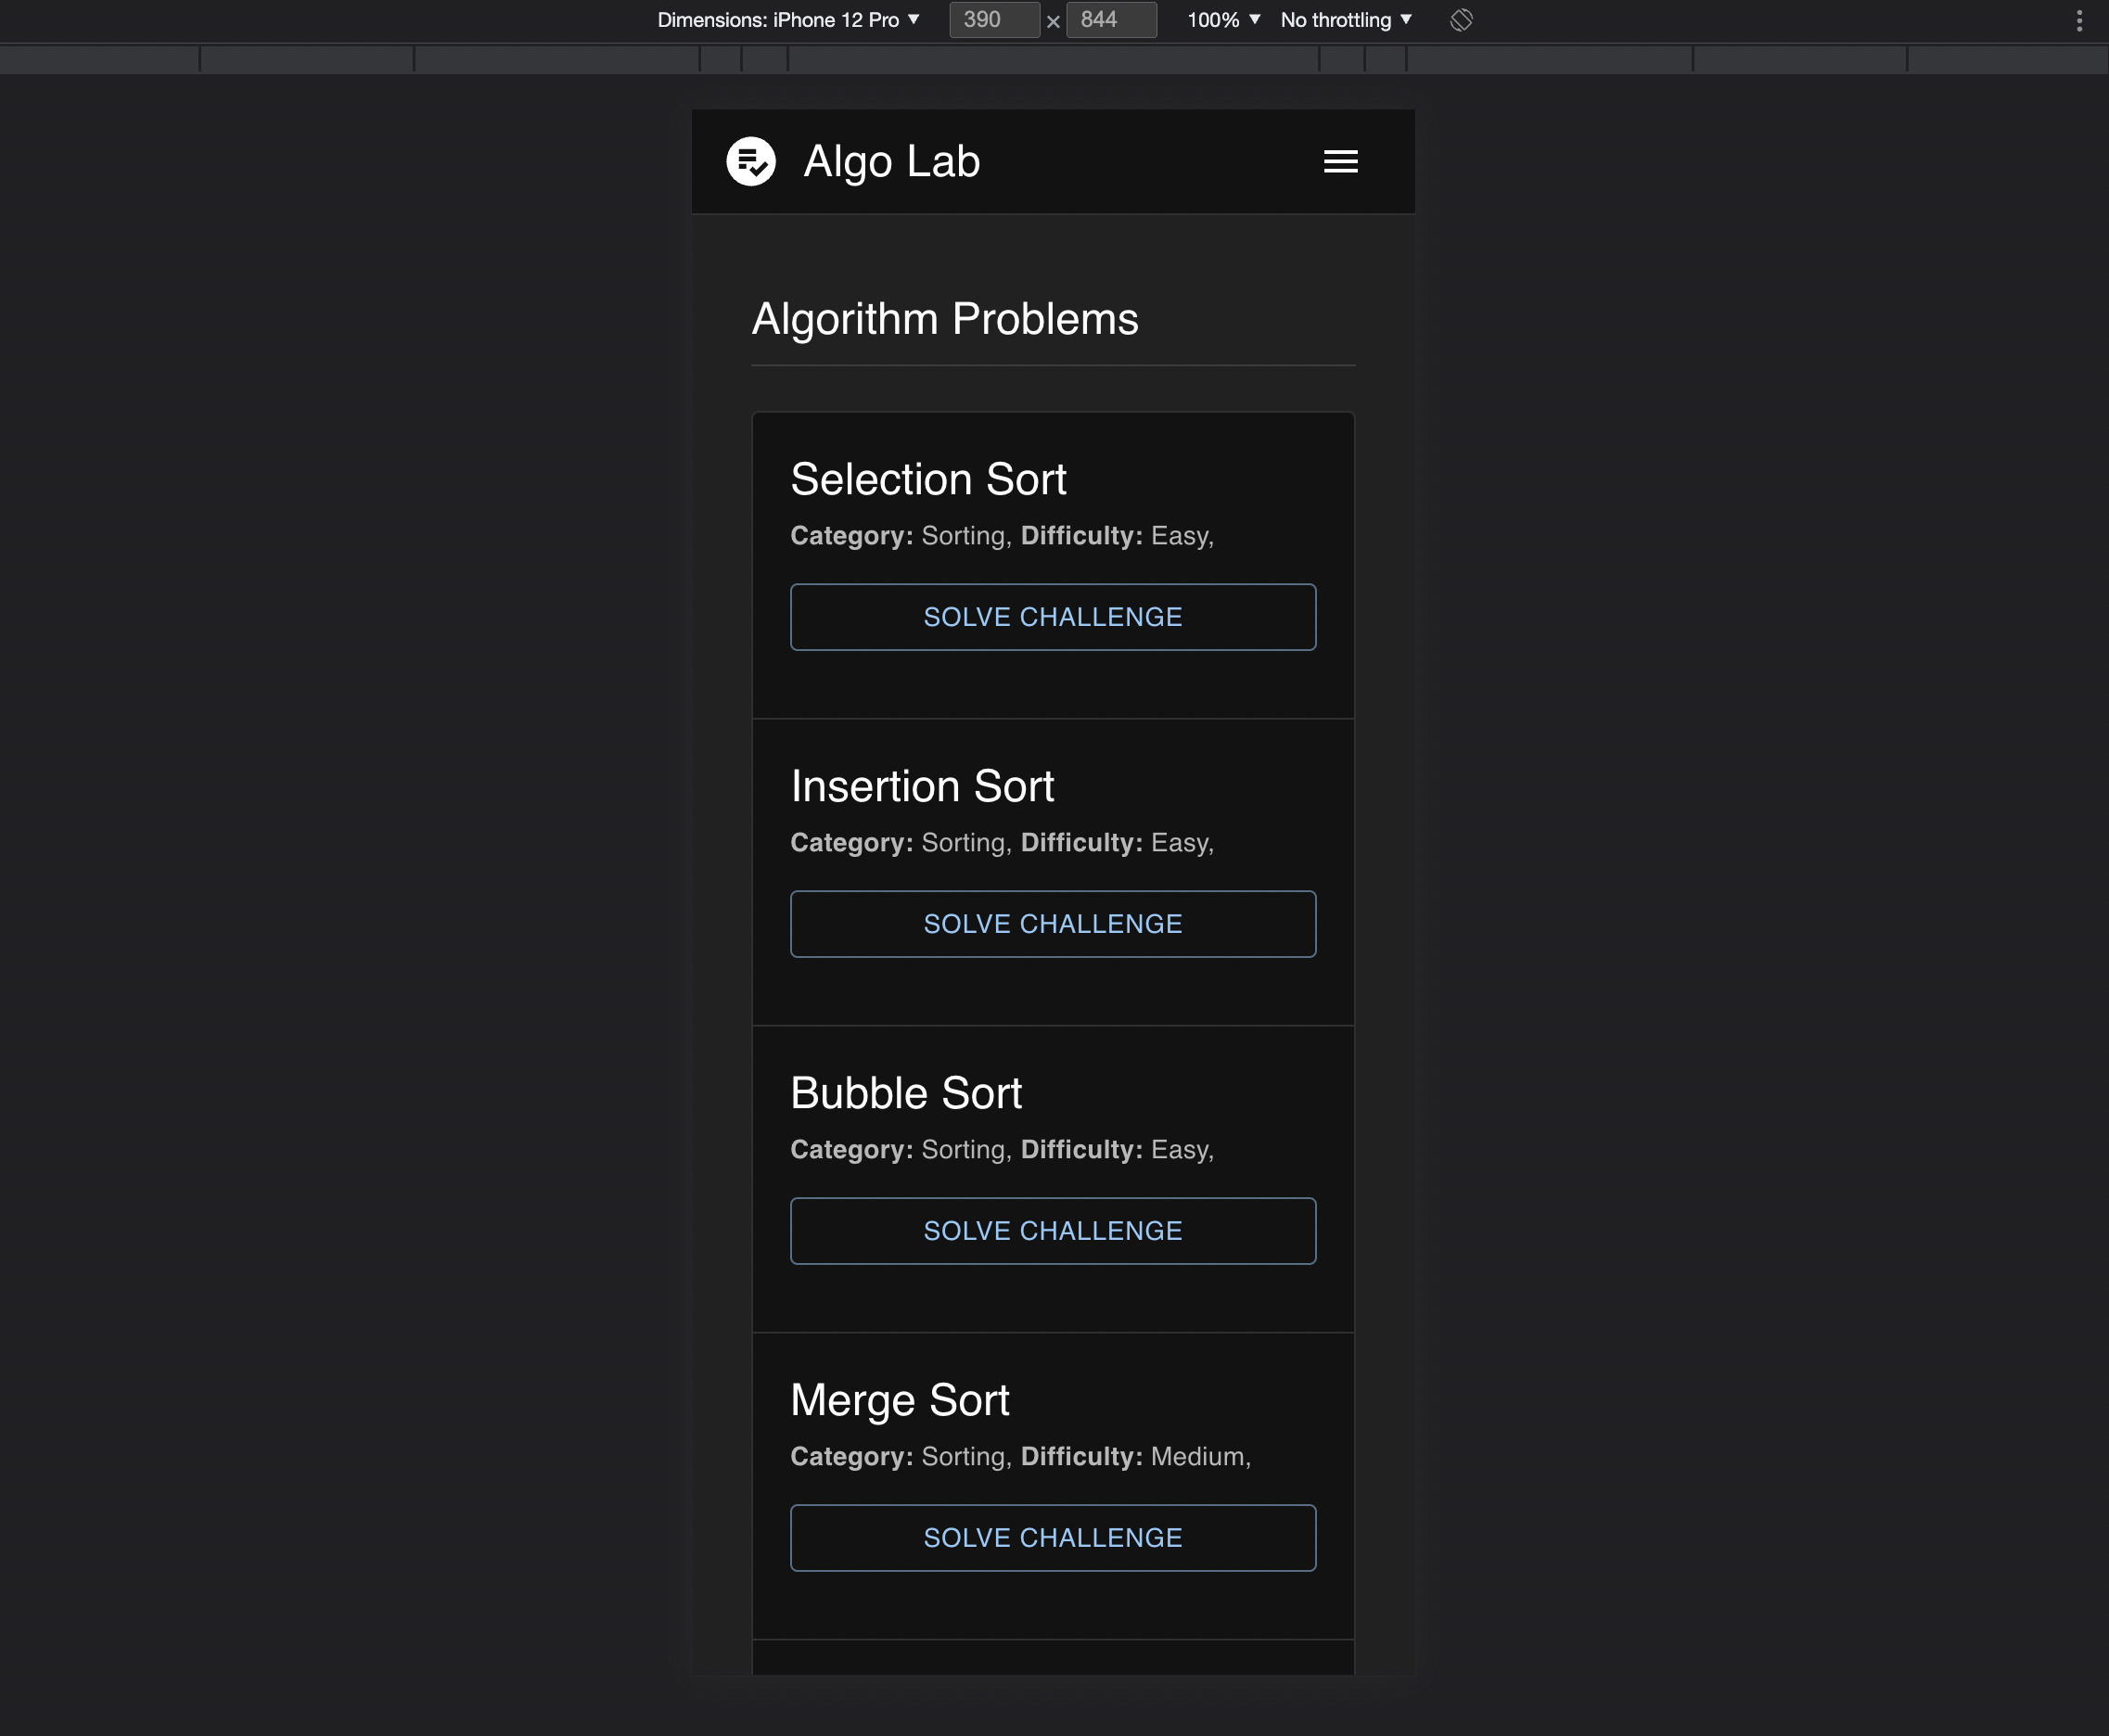 Dimensions: iPhone 12 Pro ▼ 390 × 844 100% ▼ No throttling ▼
Algo Lab
Algorithm Problems
Selection Sort
Category: Sorting, Difficulty: Easy,
SOLVE CHALLENGE
Insertion Sort
Category: Sorting, Difficulty: Easy,
SOLVE CHALLENGE
Bubble Sort
Category: Sorting, Difficulty: Easy,
SOLVE CHALLENGE
Merge Sort
Category: Sorting, Difficulty: Medium,
SOLVE CHALLENGE